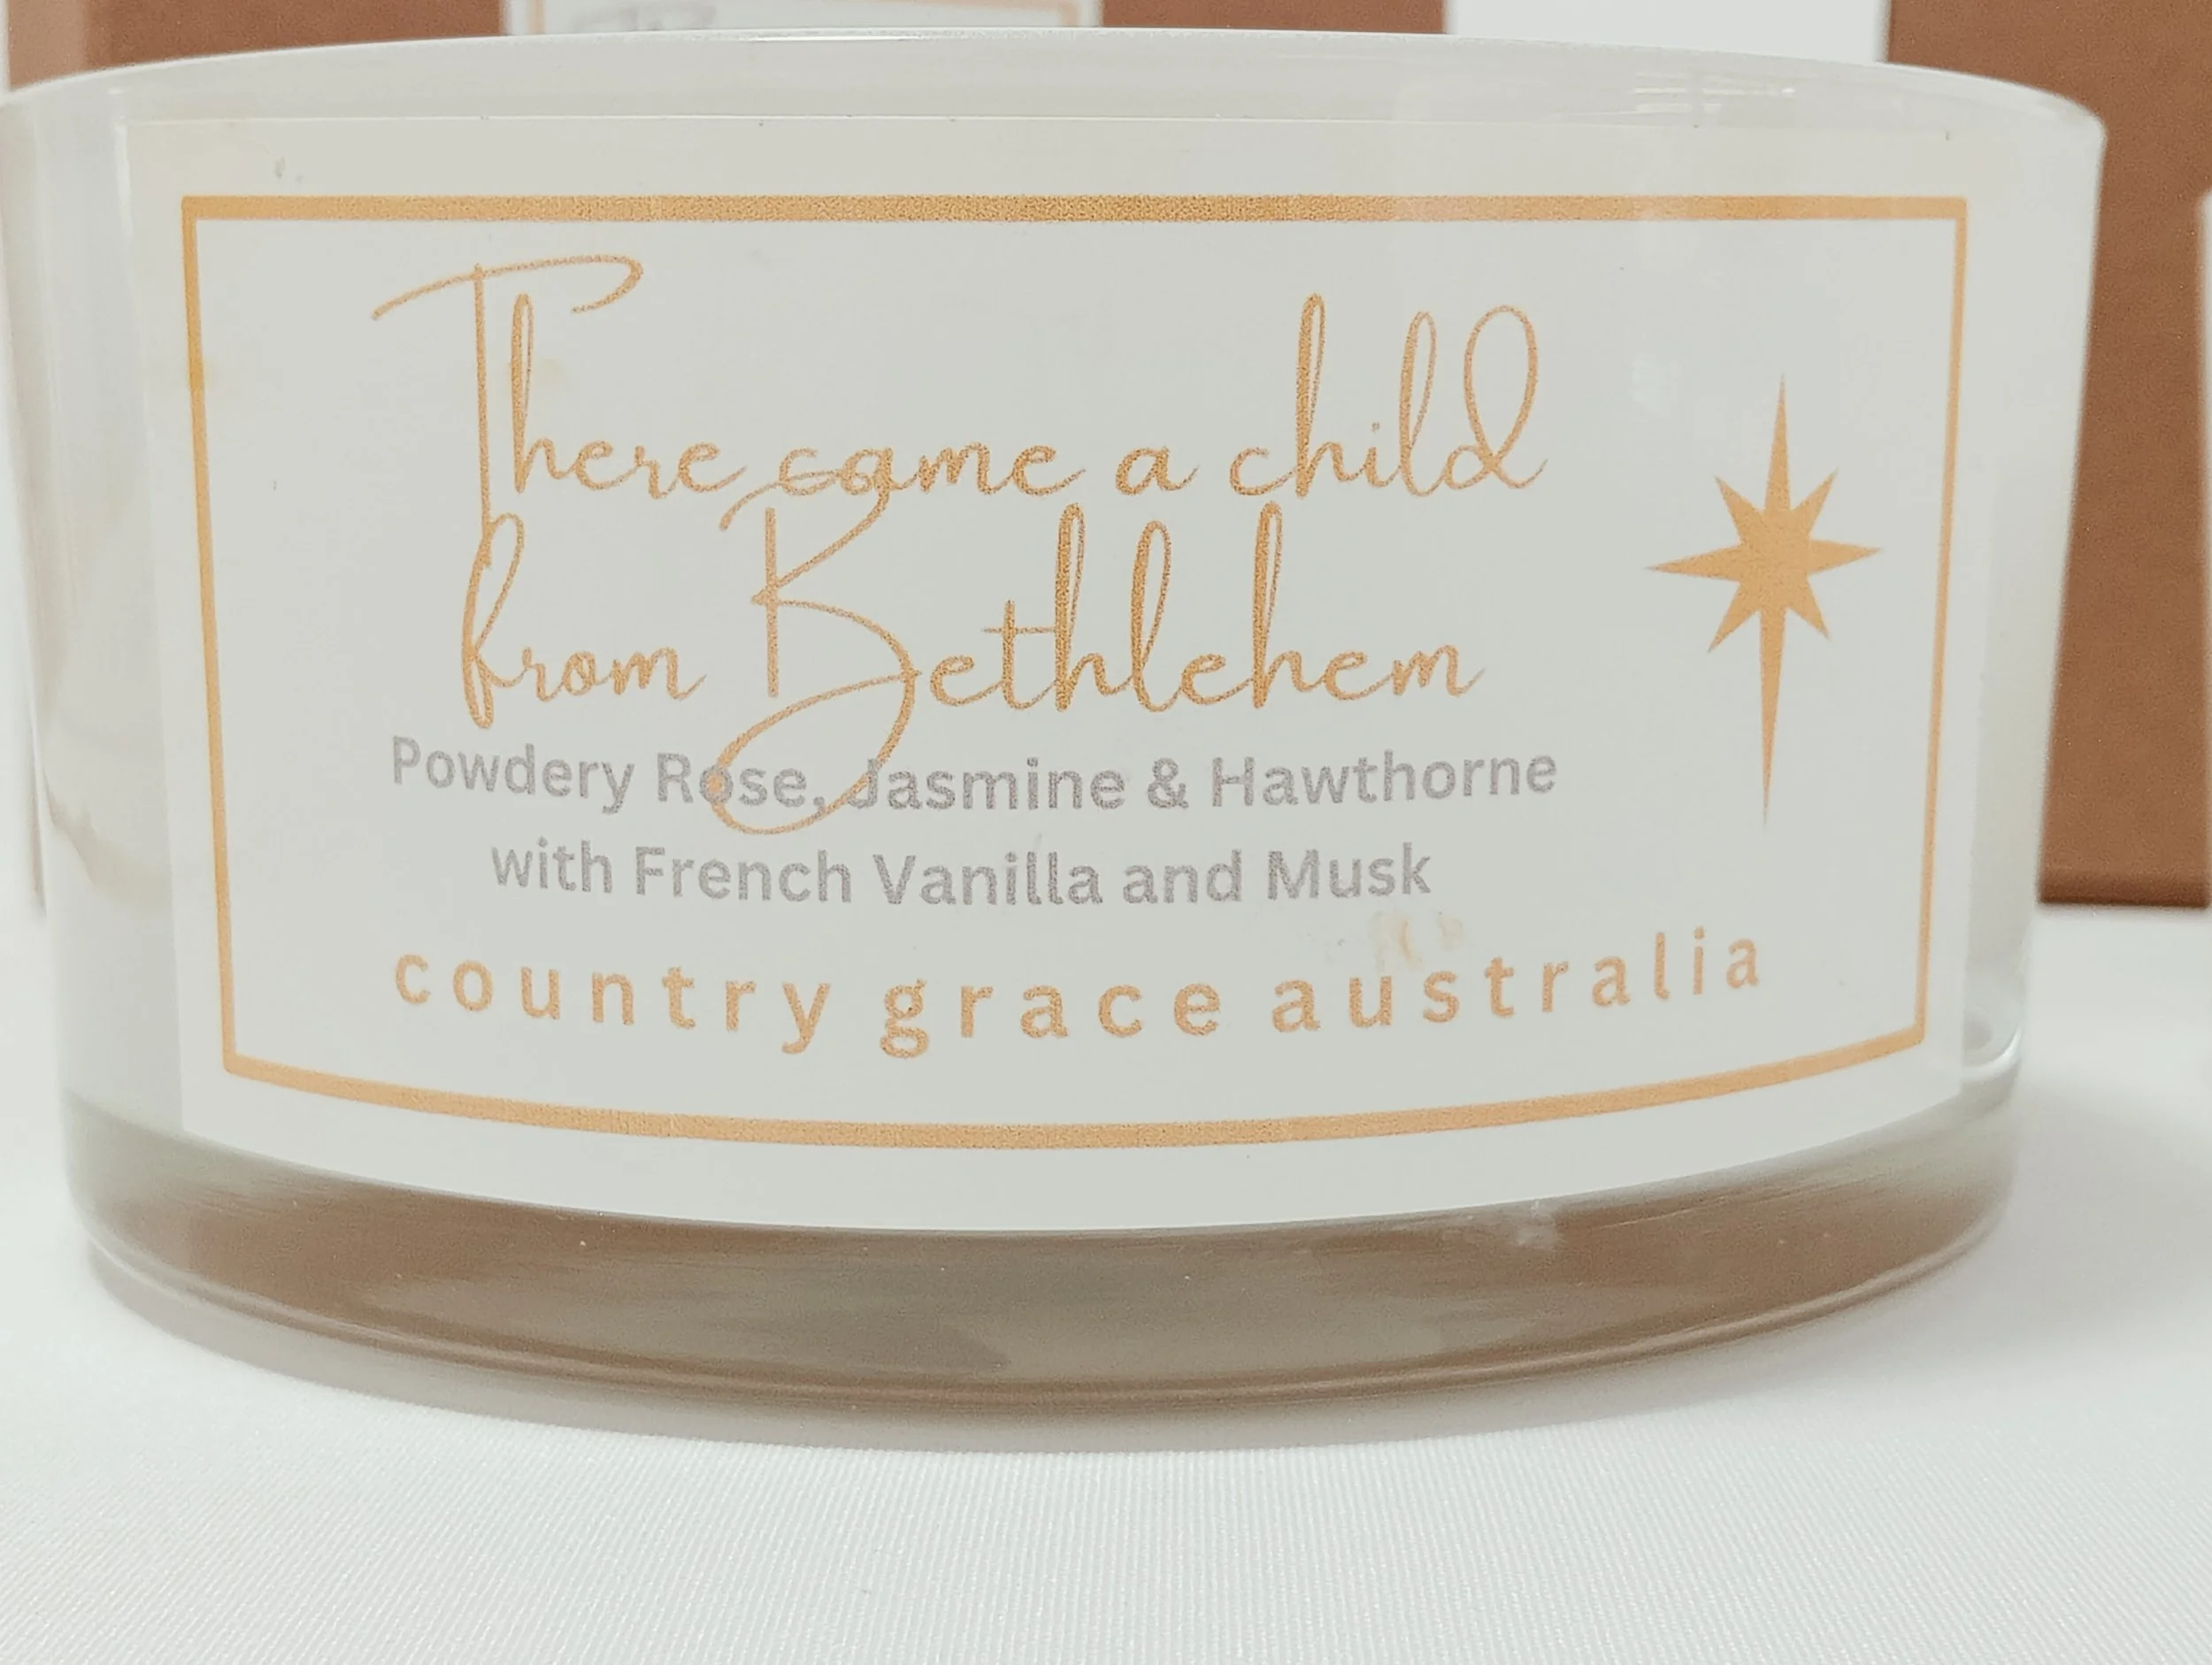 There came a child
from Bethlehem
Powdery Rose, Jasmine & Hawthorne
with French Vanilla and Musk
country grace australia